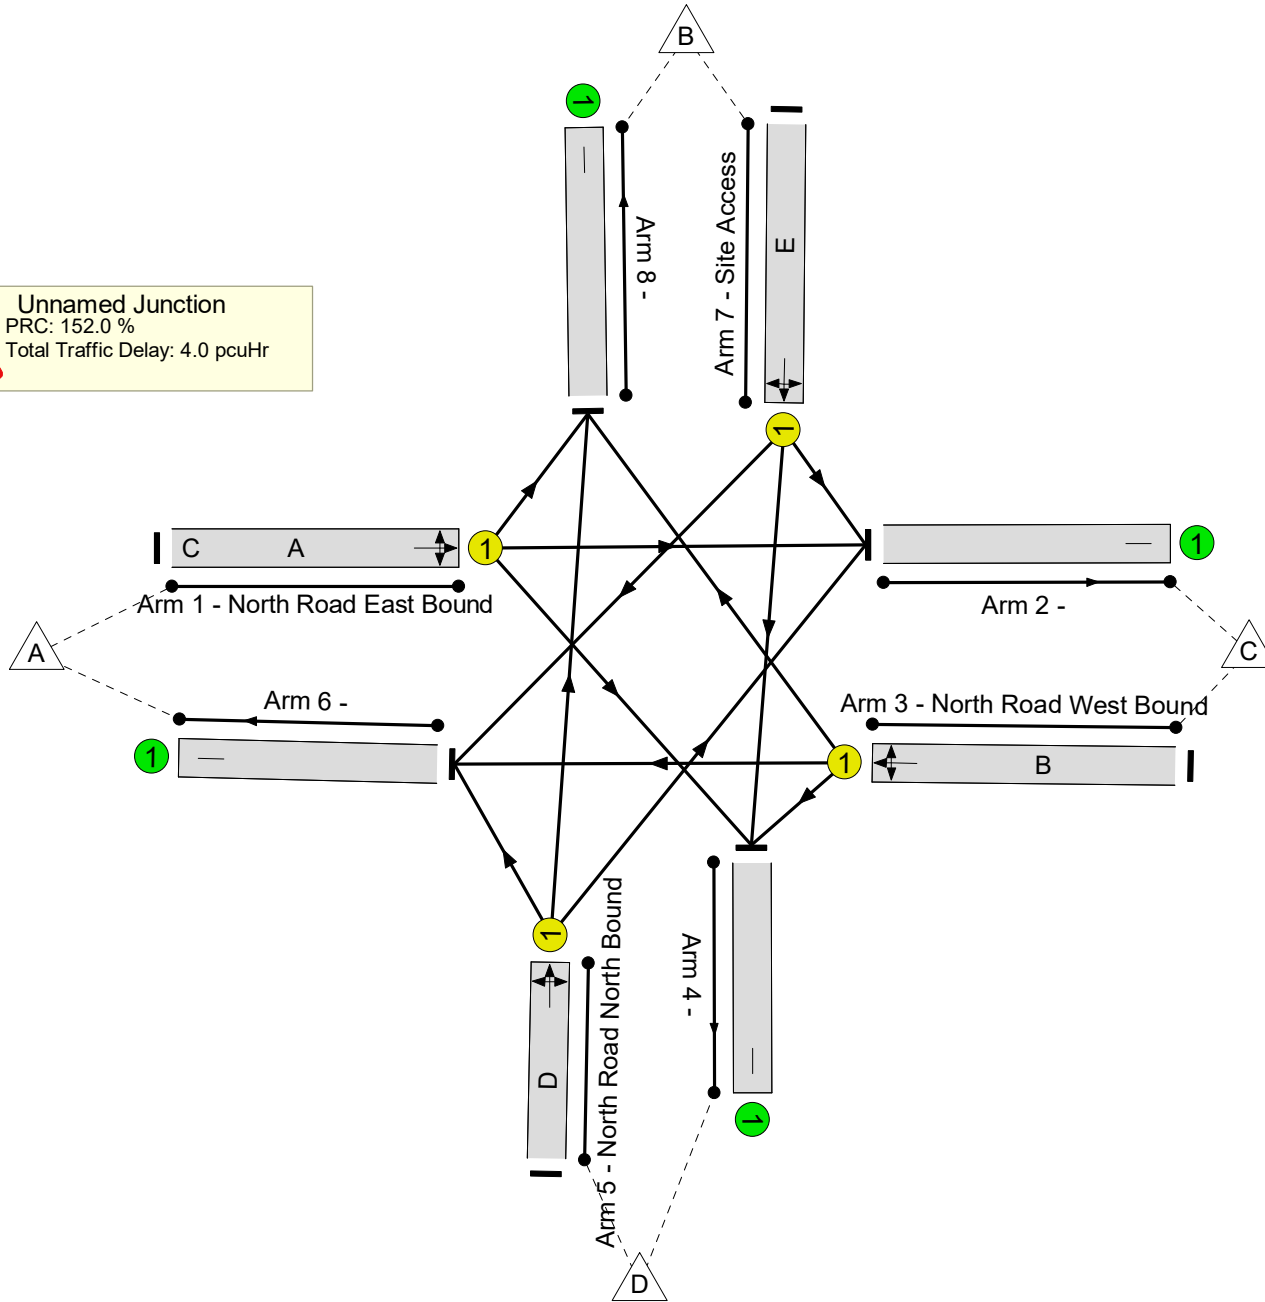 B
1
Arm 8 -
Arm 7 - Site Access
E
Unnamed Junction
PRC: 152.0 %
Total Traffic Delay: 4.0 pcuHr
1
C A
1
1
Arm 1 - North Road East Bound
Arm 2 -
A
C
Arm 6 -
Arm 3 - North Road West Bound
1
1
B
1
Arm 5 - North Road North Bound
Arm 4 -
D
1
D